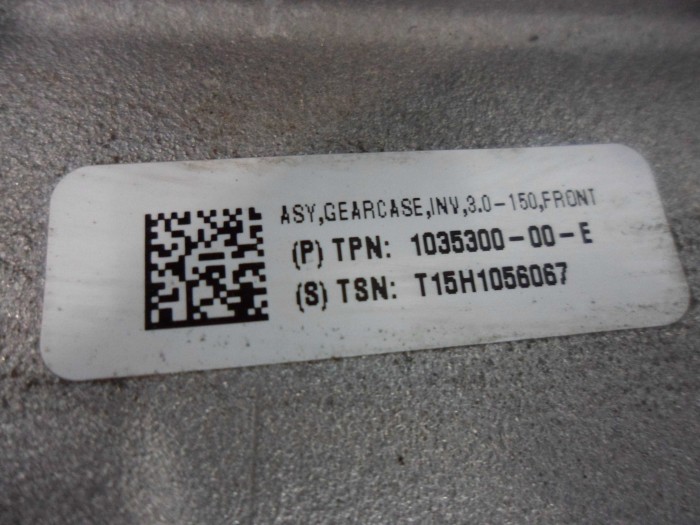 ASY,GEARCASE,INV,3.0-150,FRONT
(P) TPN: 1035300-00-E
(S) TSN: T15H1056067